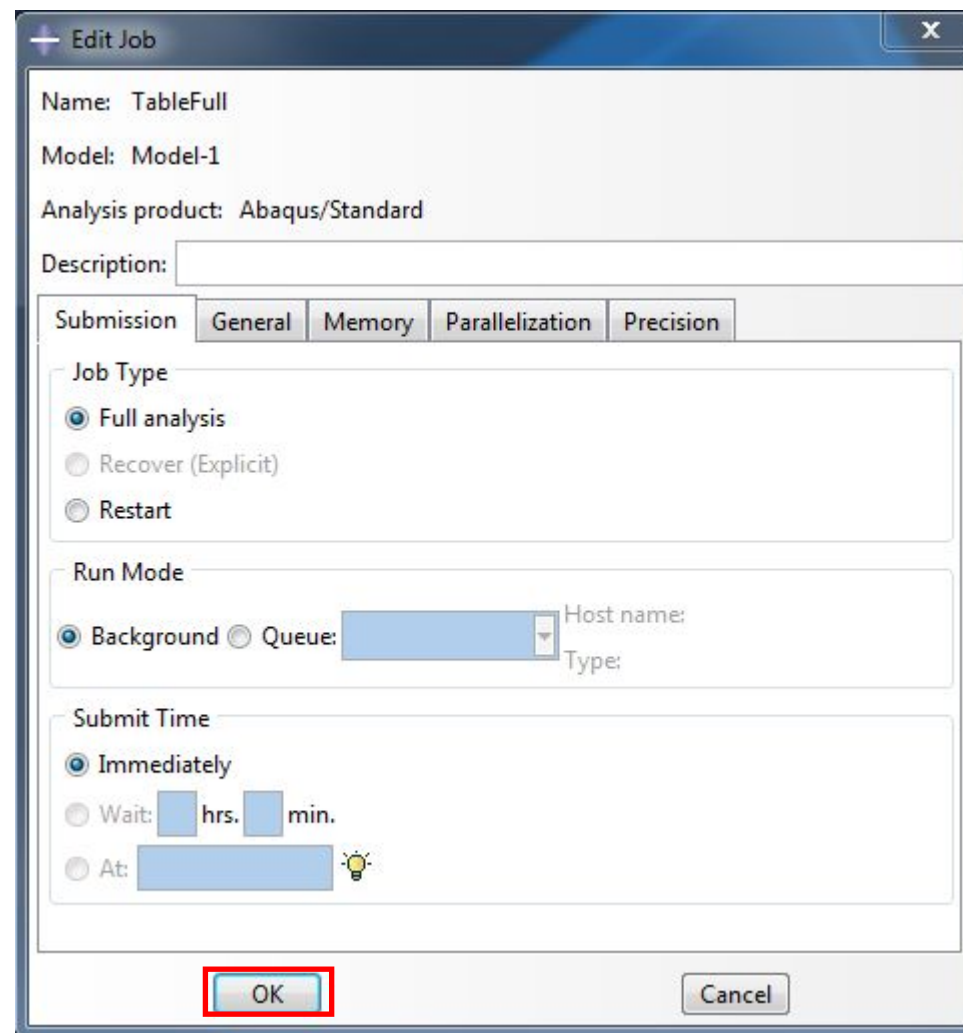 Edit Job
X
Name: TableFull
Model: Model-1
Analysis product: Abaqus/Standard
Description:
Submission General Memory Parallelization Precision
Job Type
Full analysis
Recover (Explicit)
Restart
Run Mode
Background Queue: Host name:
Type:
Submit Time
Immediately
Wait: hrs. min.
At:
OK Cancel